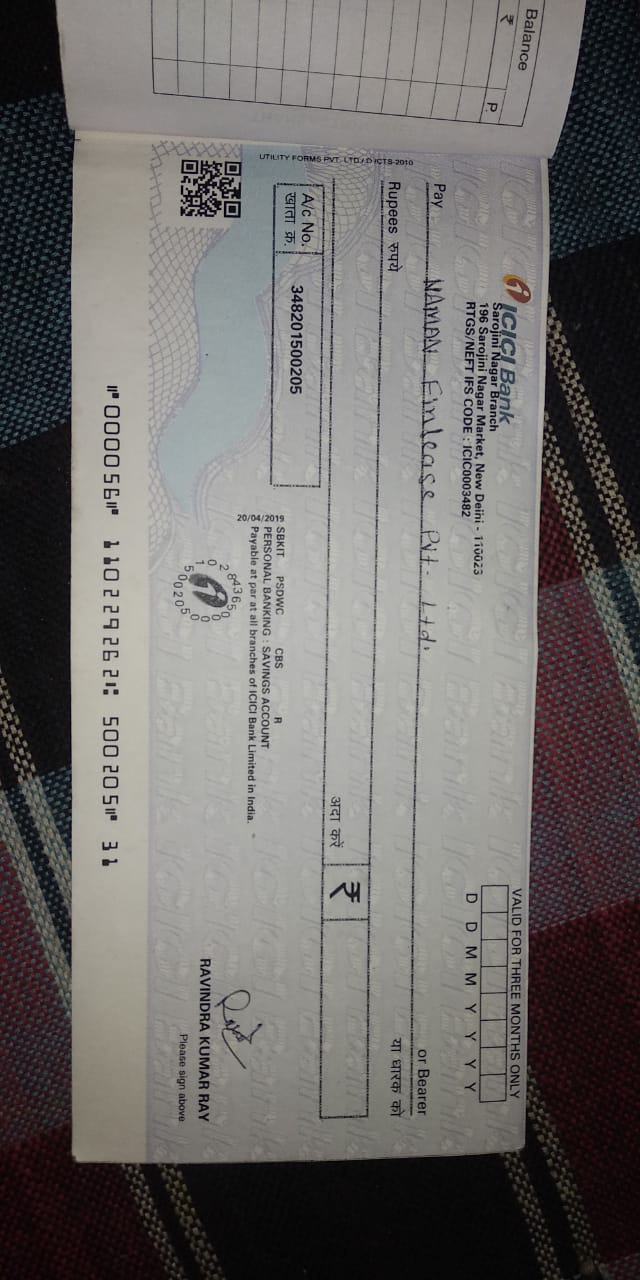 Balance
₹
P.
UTILITY FORMS PVT. LTD./D ICTS-2010
ICICI Bank
Sarojini Nagar Branch
196 Sarojini Nagar Market, New Delhi - 110023
RTGS/NEFT IFS CODE : ICIC0003482
VALID FOR THREE MONTHS ONLY
D D M M Y Y Y Y
Pay NAMAN Finlease Pvt. Ltd. or Bearer
Rupees रुपये या धारक को
अदा करें ₹
A/c No.
खाता क्र. 348201500205
SBKIT PSDWC CBS R
20/04/2019 PERSONAL BANKING : SAVINGS ACCOUNT
Payable at par at all branches of ICICI Bank Limited in India.
RAVINDRA KUMAR RAY
Please sign above
⑈000056⑈ 110229262⑆ 500205⑈ 31